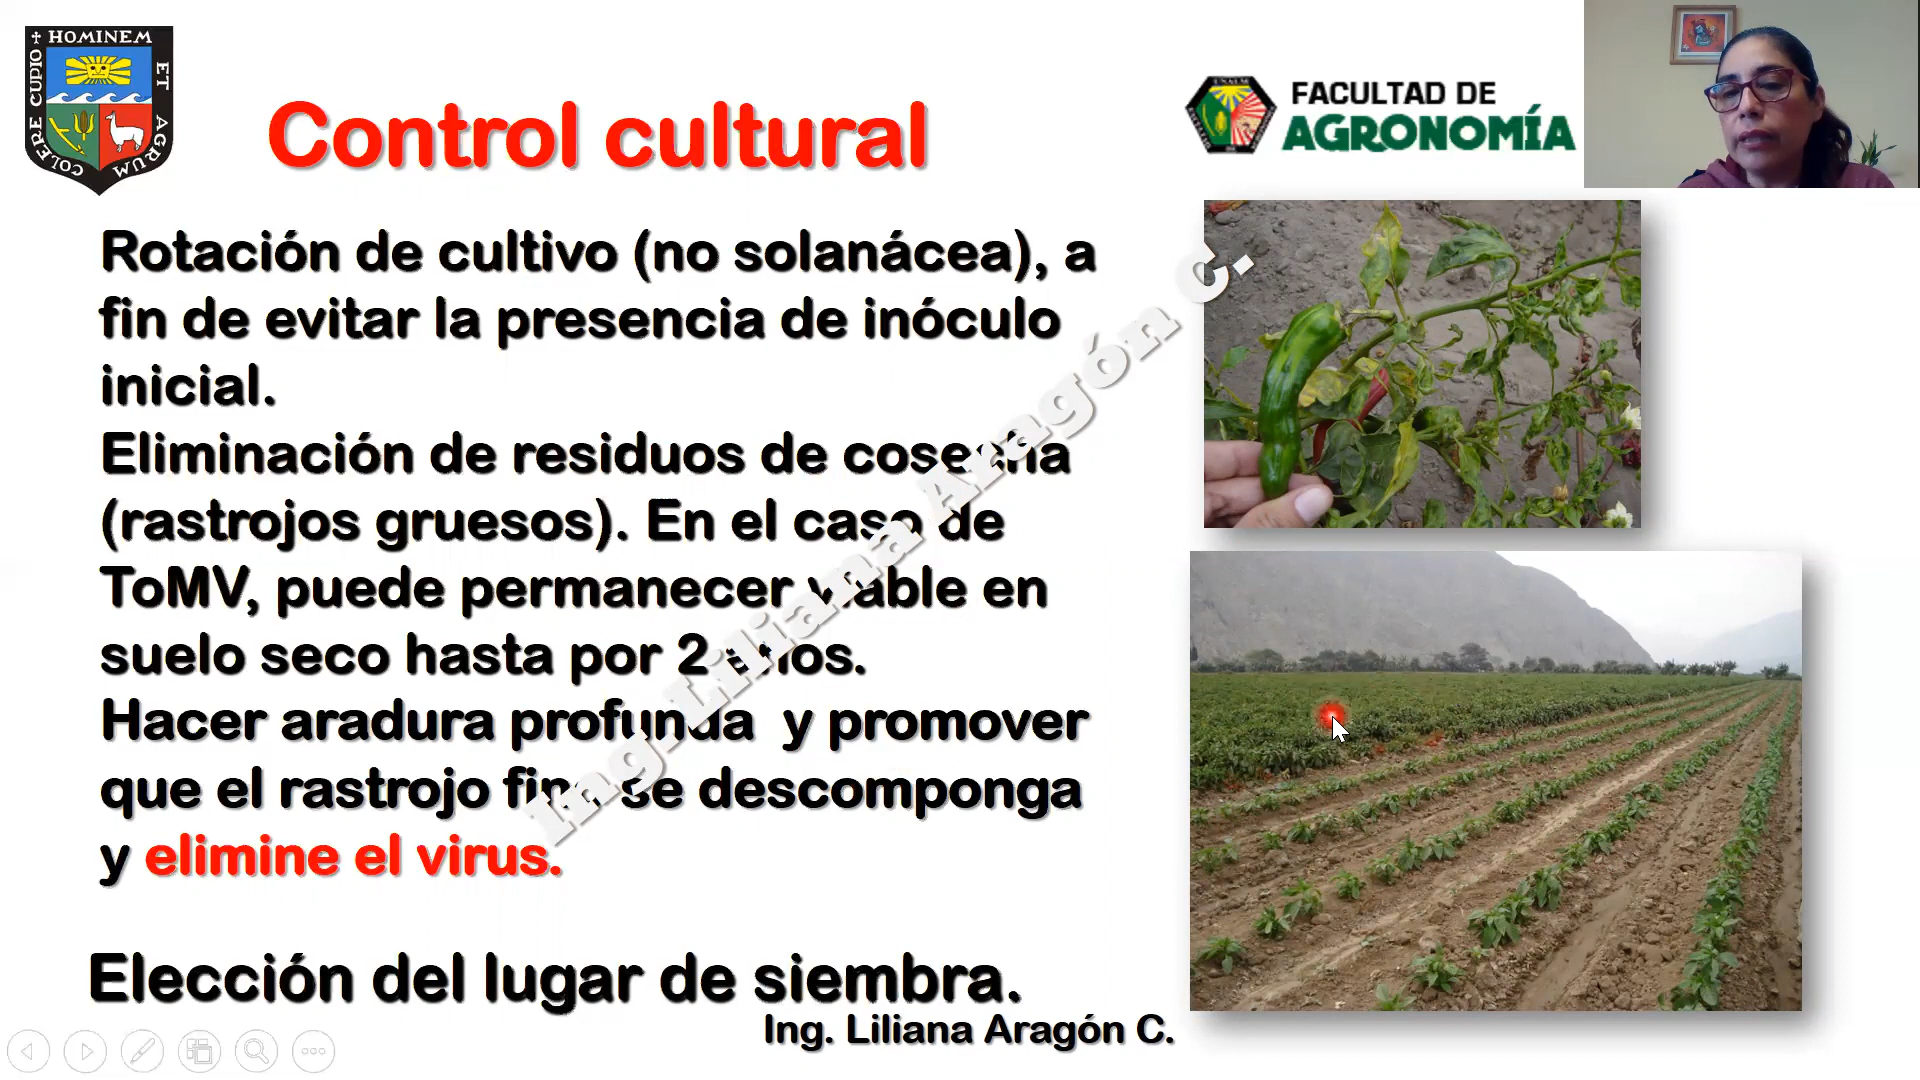 HOMINEM
ET
AGRUM
COLERE CUPIO
Control cultural
FACULTAD DE
AGRONOMÍA
Rotación de cultivo (no solanácea), a
fin de evitar la presencia de inóculo
inicial.
Eliminación de residuos de cosecha
(rastrojos gruesos). En el caso de
ToMV, puede permanecer viable en
suelo seco hasta por 2 años.
Hacer aradura profunda y promover
que el rastrojo fino se descomponga
y elimine el virus.
Elección del lugar de siembra.
Ing. Liliana Aragón C.
Ing. Liliana Aragón C.